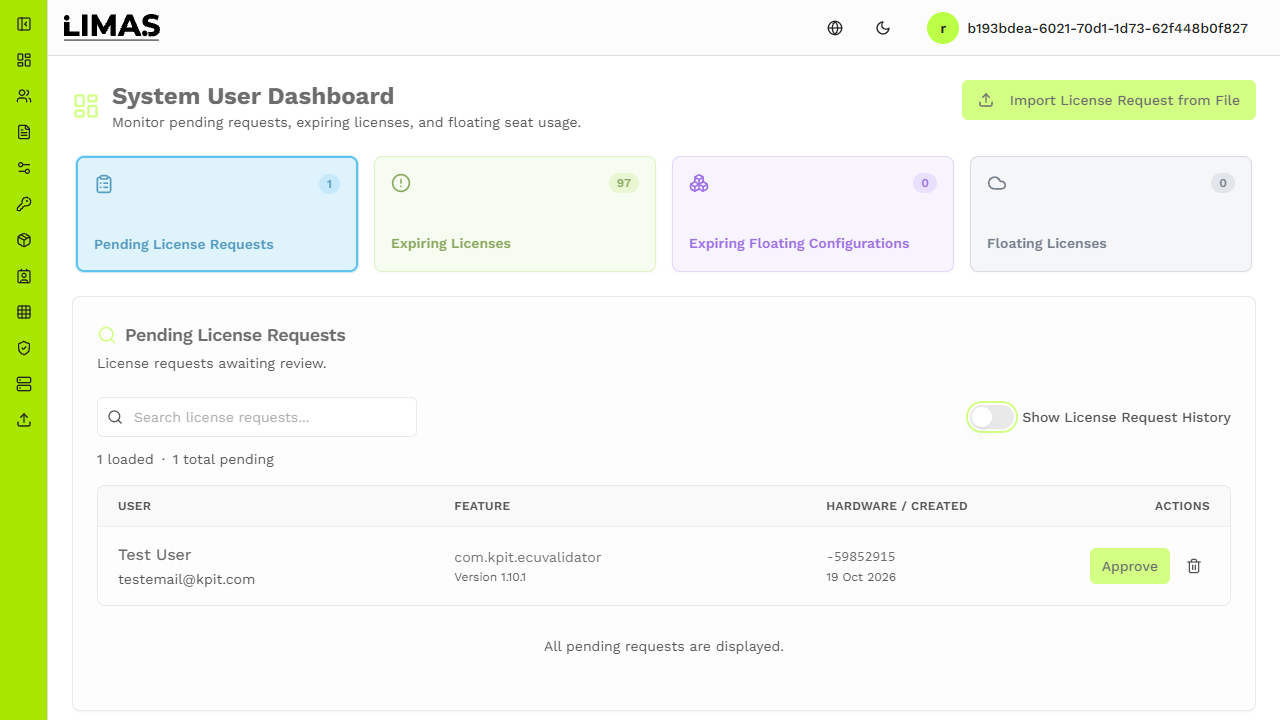 LIMAS
r
b193bdea-6021-70d1-1d73-62f448b0f827
System User Dashboard
Monitor pending requests, expiring licenses, and floating seat usage.
Import License Request from File
1
Pending License Requests
97
Expiring Licenses
0
Expiring Floating Configurations
0
Floating Licenses
Pending License Requests
License requests awaiting review.
Search license requests...
Show License Request History
1 loaded · 1 total pending
USER FEATURE HARDWARE / CREATED ACTIONS
Test User com.kpit.ecuvalidator -59852915 Approve
testemail@kpit.com Version 1.10.1 19 Oct 2026
All pending requests are displayed.